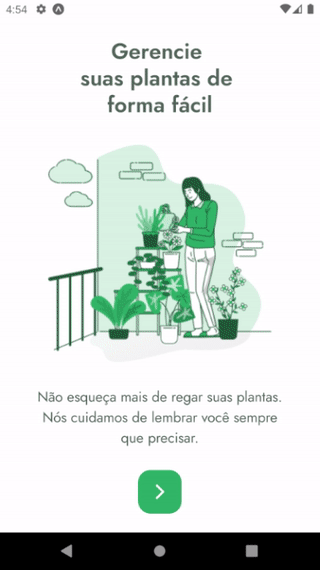 4:54
Gerencie
suas plantas de
forma fácil
Não esqueça mais de regar suas plantas.
Nós cuidamos de lembrar você sempre
que precisar.